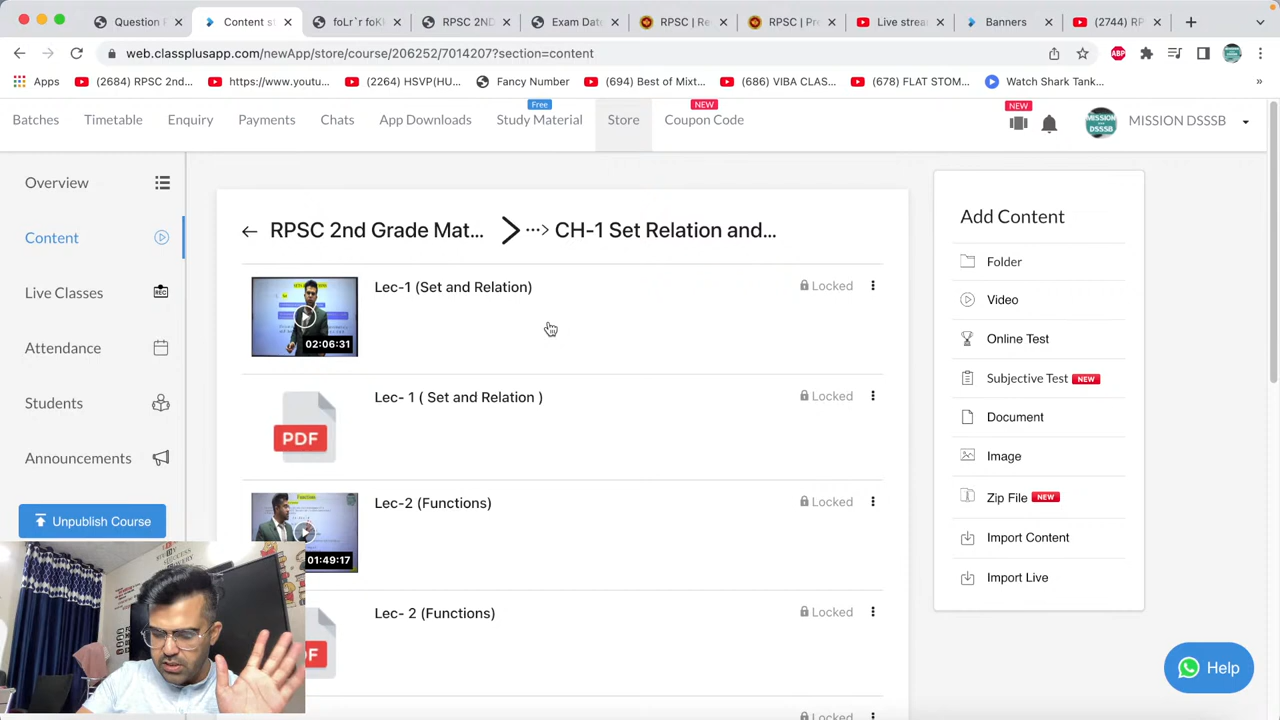 Question F
Content st
foLr`r foKk
RPSC 2ND
Exam Date
RPSC | Re
RPSC | Pr
Live strea
Banners
(2744) RP
web.classplusapp.com/newApp/store/course/206252/7014207?section=content
Apps
(2684) RPSC 2nd...
https://www.youtu...
(2264) HSVP(HU...
Fancy Number
(694) Best of Mixt...
(686) VIBA CLAS...
(678) FLAT STOM...
Watch Shark Tank...
»
Batches
Timetable
Enquiry
Payments
Chats
App Downloads
Free
Study Material
Store
NEW
Coupon Code
NEW
MISSION DSSSB
Overview
Content
Live Classes
REC
Attendance
Students
Announcements
Unpublish Course
RPSC 2nd Grade Mat...
CH-1 Set Relation and...
Lec-1 (Set and Relation)
02:06:31
Locked
Lec- 1 ( Set and Relation )
PDF
Locked
Lec-2 (Functions)
01:49:17
Locked
Lec- 2 (Functions)
Locked
Locked
Add Content
Folder
Video
Online Test
Subjective Test NEW
Document
Image
Zip File NEW
Import Content
Import Live
Help